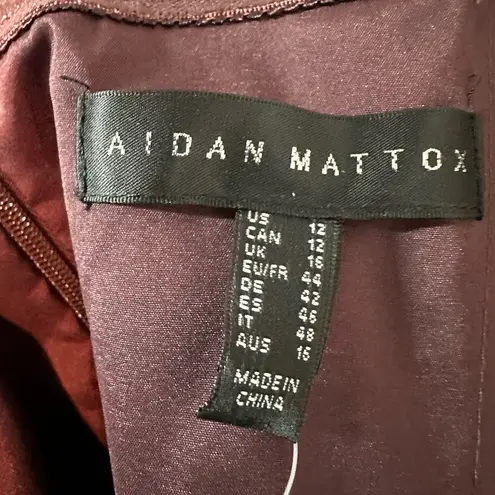 AIDAN MATTOX
US 12
CAN 12
UK 16
EU/FR 44
DE 42
ES 46
IT 48
AUS 16
MADE IN
CHINA